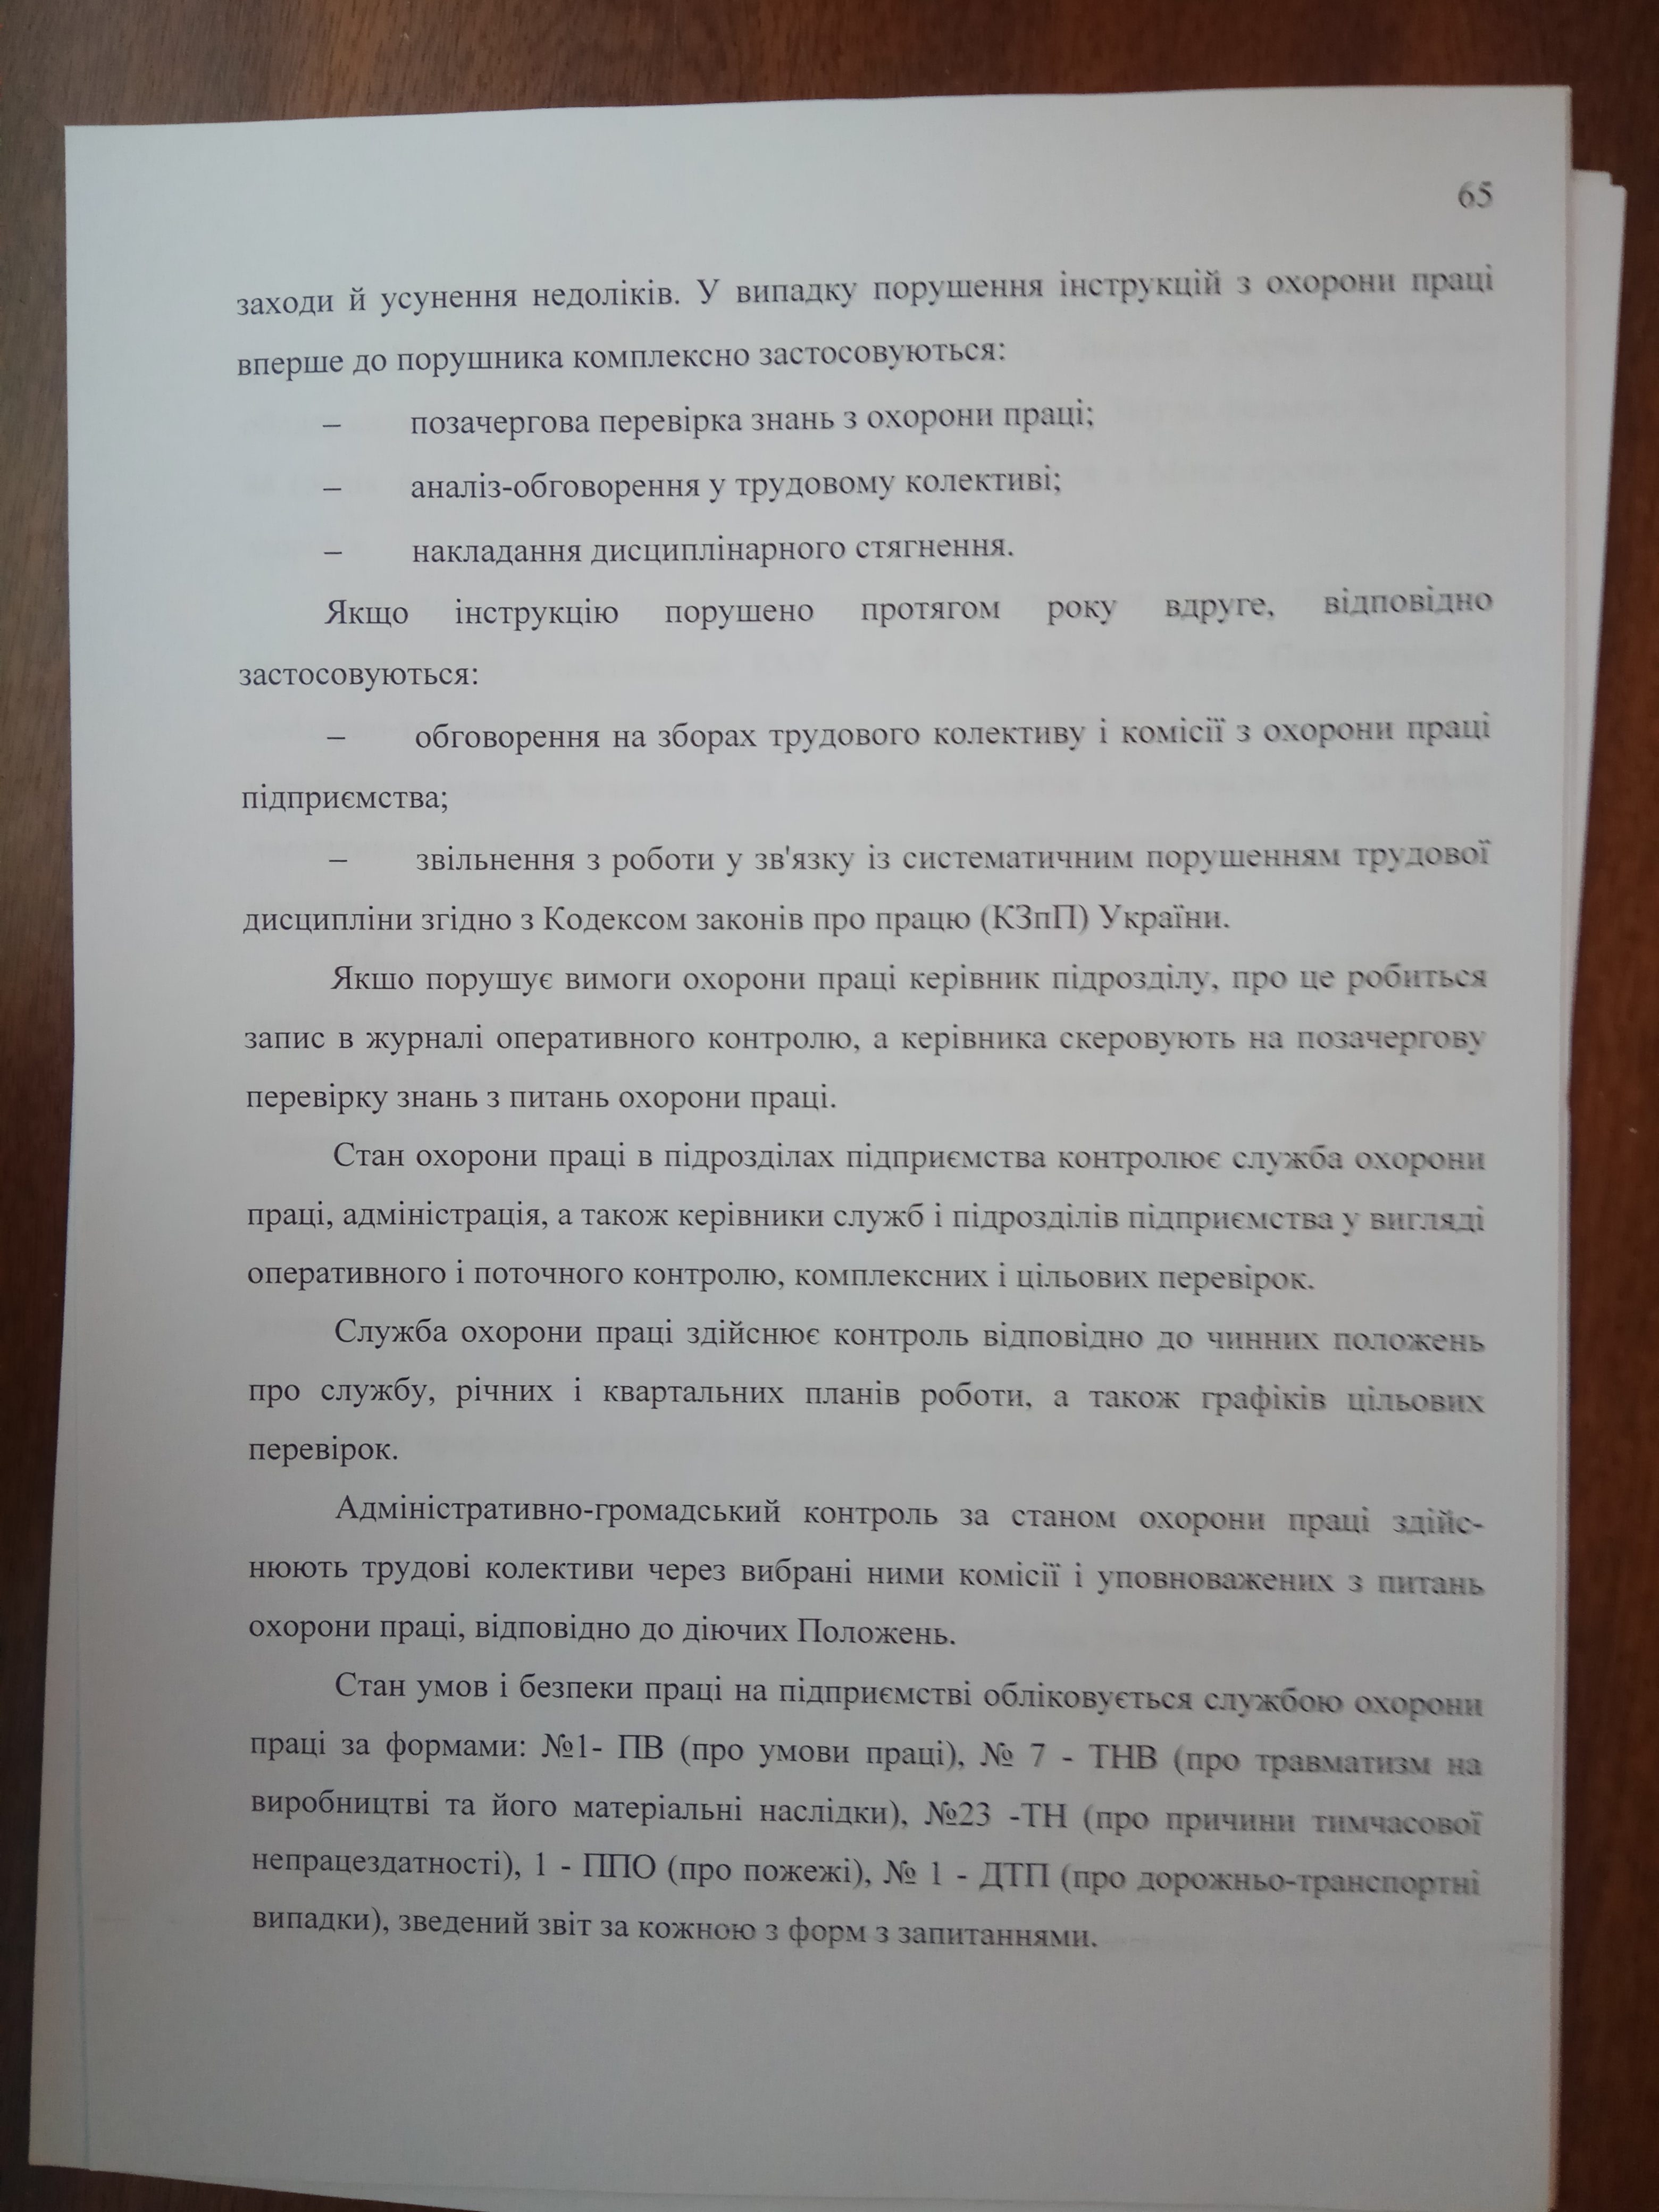 65
заходи й усунення недоліків. У випадку порушення інструкцій з охорони праці
вперше до порушника комплексно застосовуються:
– позачергова перевірка знань з охорони праці;
– аналіз-обговорення у трудовому колективі;
– накладання дисциплінарного стягнення.
Якщо інструкцію порушено протягом року вдруге, відповідно
застосовуються:
– обговорення на зборах трудового колективу і комісії з охорони праці
підприємства;
– звільнення з роботи у зв'язку із систематичним порушенням трудової
дисципліни згідно з Кодексом законів про працю (КЗпП) України.
Якшо порушує вимоги охорони праці керівник підрозділу, про це робиться
запис в журналі оперативного контролю, а керівника скеровують на позачергову
перевірку знань з питань охорони праці.
Стан охорони праці в підрозділах підприємства контролює служба охорони
праці, адміністрація, а також керівники служб і підрозділів підприємства у вигляді
оперативного і поточного контролю, комплексних і цільових перевірок.
Служба охорони праці здійснює контроль відповідно до чинних положень
про службу, річних і квартальних планів роботи, а також графіків цільових
перевірок.
Адміністративно-громадський контроль за станом охорони праці здійс-
нюють трудові колективи через вибрані ними комісії і уповноважених з питань
охорони праці, відповідно до діючих Положень.
Стан умов і безпеки праці на підприємстві обліковується службою охорони
праці за формами: №1- ПВ (про умови праці), № 7 - ТНВ (про травматизм на
виробництві та його матеріальні наслідки), №23 -ТН (про причини тимчасової
непрацездатності), 1 - ППО (про пожежі), № 1 - ДТП (про дорожньо-транспортні
випадки), зведений звіт за кожною з форм з запитаннями.